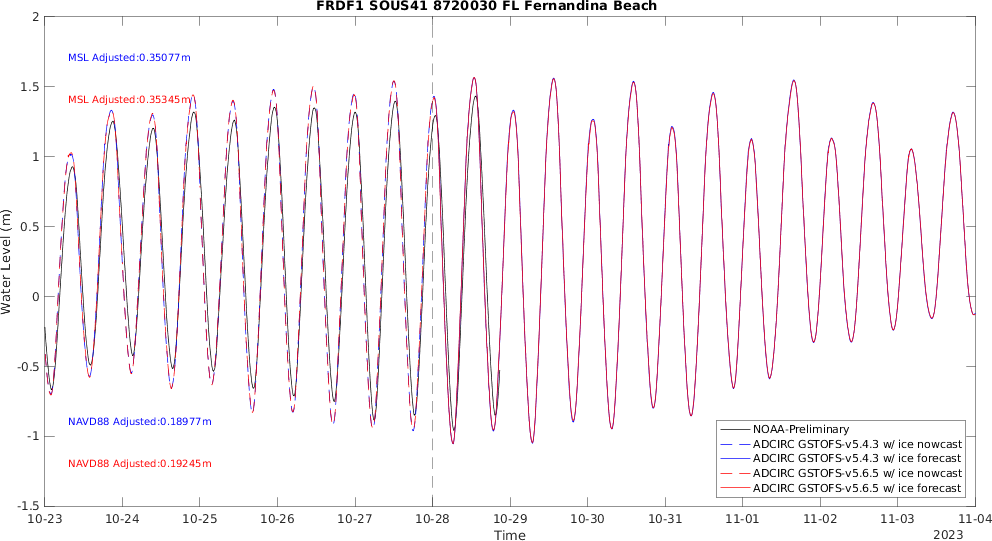 FRDF1 SOUS41 8720030 FL Fernandina Beach
MSL Adjusted:0.35077m
MSL Adjusted:0.35345m
NAVD88 Adjusted:0.18977m
NAVD88 Adjusted:0.19245m
Water Level (m)
2
1.5
1
0.5
0
-0.5
-1
-1.5
NOAA-Preliminary
ADCIRC GSTOFS-v5.4.3 w/ ice nowcast
ADCIRC GSTOFS-v5.4.3 w/ ice forecast
ADCIRC GSTOFS-v5.6.5 w/ ice nowcast
ADCIRC GSTOFS-v5.6.5 w/ ice forecast
10-23 10-24 10-25 10-26 10-27 10-28 10-29 10-30 10-31 11-01 11-02 11-03 11-04
Time
2023